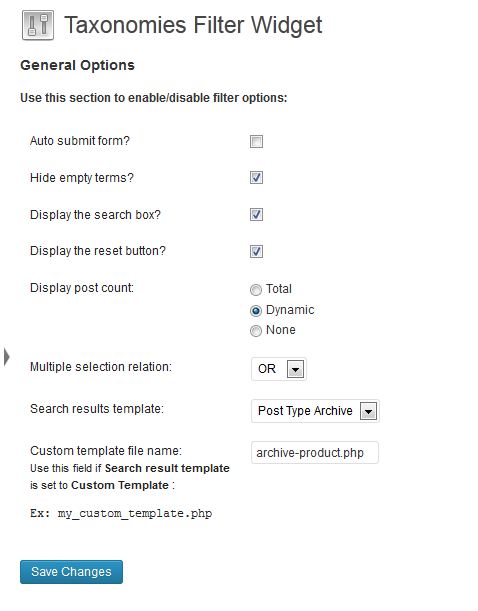 Taxonomies Filter Widget
General Options
Use this section to enable/disable filter options:
Auto submit form?
Hide empty terms?
Display the search box?
Display the reset button?
Display post count:
Total
Dynamic
None
Multiple selection relation:
OR
Search results template:
Post Type Archive
Custom template file name:
archive-product.php
Use this field if Search result template
is set to Custom Template :
Ex: my_custom_template.php
Save Changes